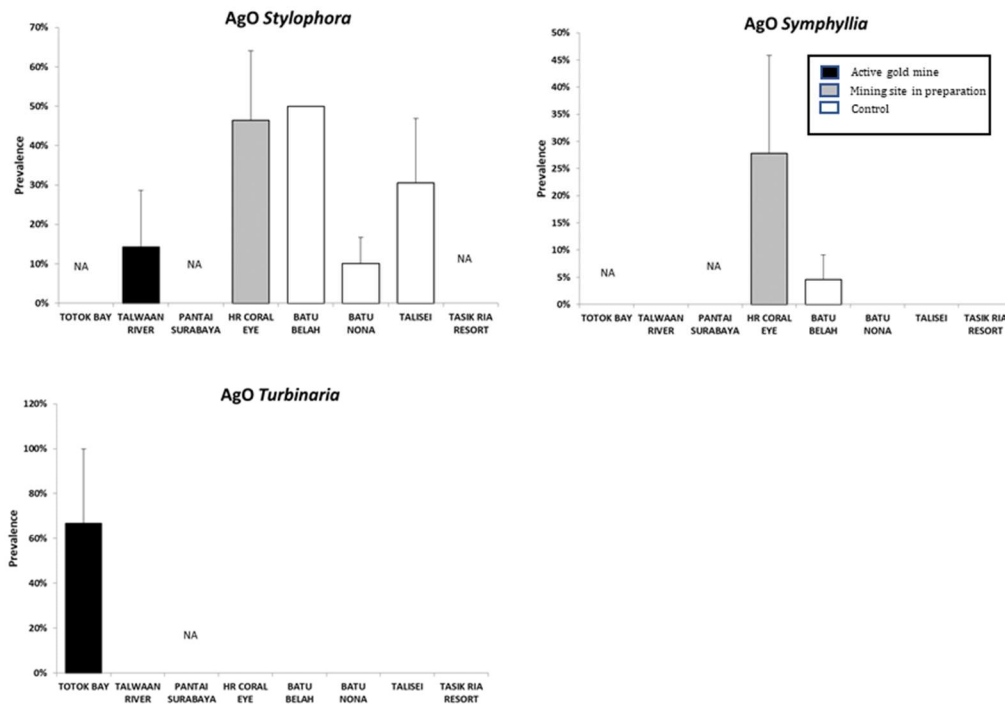 AgO Stylophora
70%
60%
50%
40%
30%
20%
10%
0%
Prevalence
NA
NA
NA
TOTOK BAY TALWAAN RIVER PANTAI SURABAYA HR CORAL EYE BATU BELAH BATU NONA TALISEI TASIK RIA RESORT
AgO Symphyllia
50%
45%
40%
35%
30%
25%
20%
15%
10%
5%
0%
Prevalence
Active gold mine
Mining site in preparation
Control
NA
NA
TOTOK BAY TALWAAN RIVER PANTAI SURABAYA HR CORAL EYE BATU BELAH BATU NONA TALISEI TASIK RIA RESORT
AgO Turbinaria
120%
100%
80%
60%
40%
20%
0%
Prevalence
NA
TOTOK BAY TALWAAN RIVER PANTAI SURABAYA HR CORAL EYE BATU BELAH BATU NONA TALISEI TASIK RIA RESORT